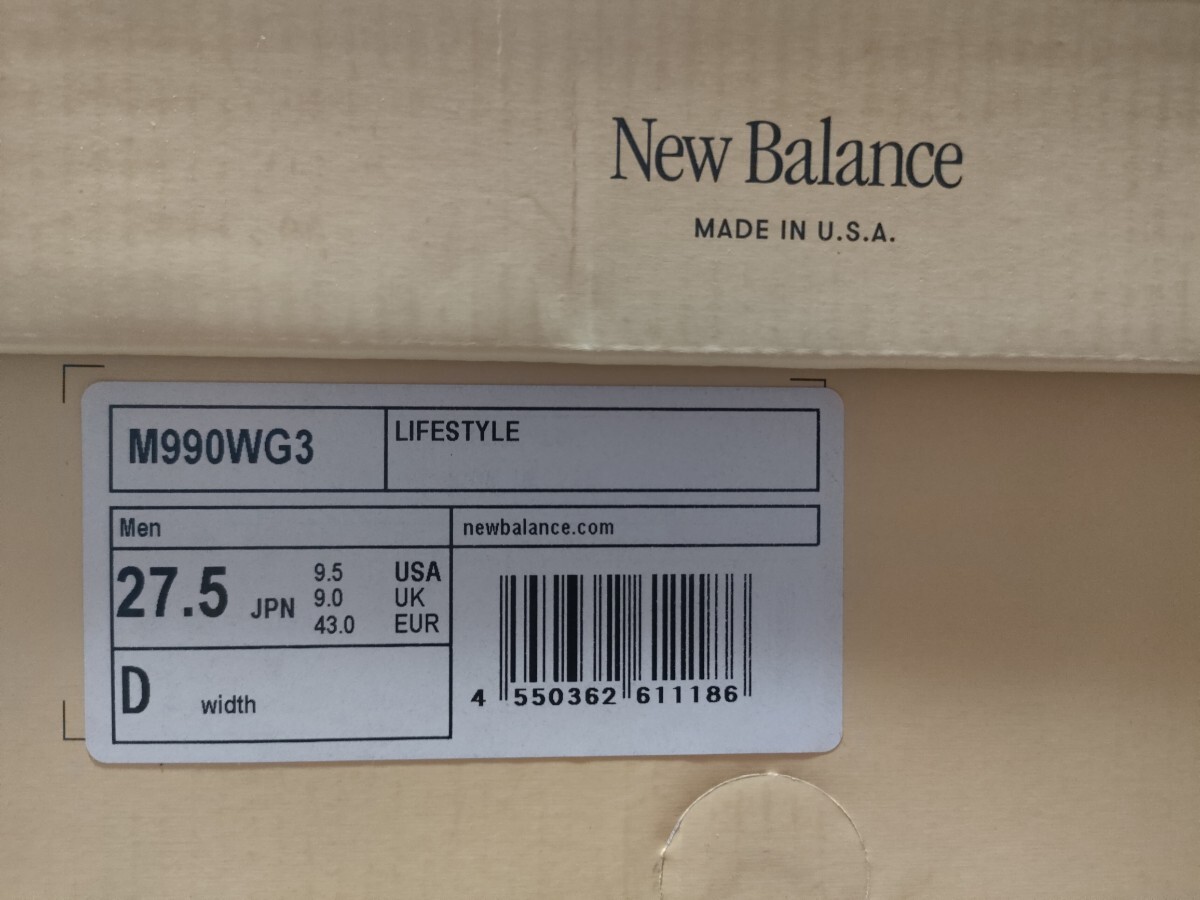 New Balance
MADE IN U.S.A.
M990WG3
LIFESTYLE
Men
newbalance.com
27.5 JPN
9.5 USA
9.0 UK
43.0 EUR
D width
4 550362 611186